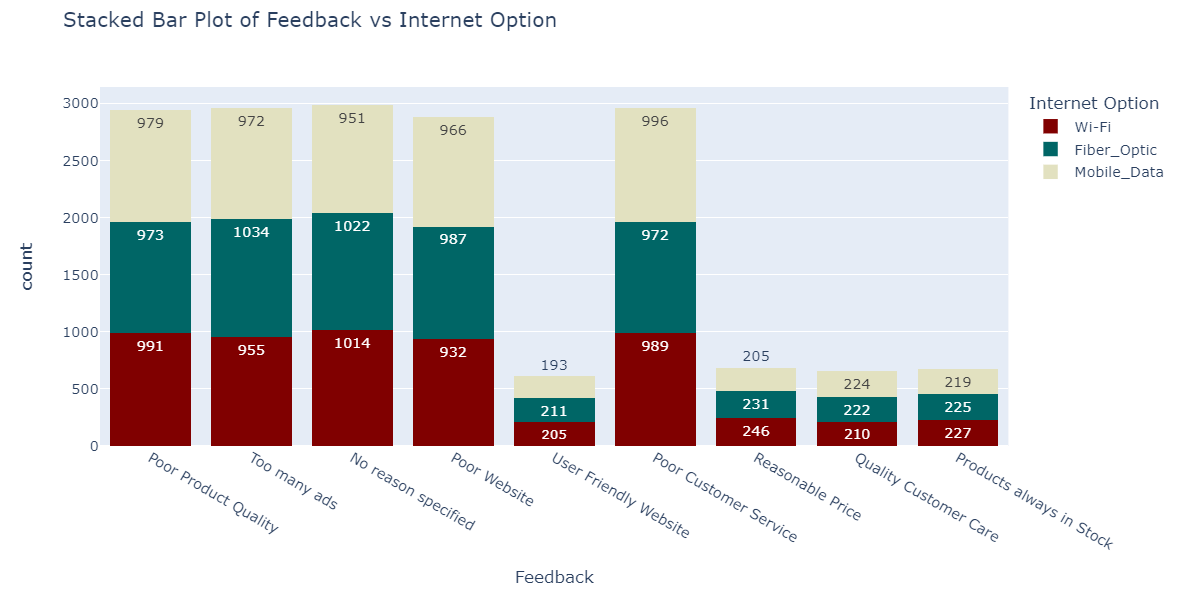 Stacked Bar Plot of Feedback vs Internet Option
Internet Option
Wi-Fi
Fiber_Optic
Mobile_Data
count
3000
2500
2000
1500
1000
500
0
979
972
951
966
193
996
205
224
219
973
1034
1022
987
211
972
231
222
225
991
955
1014
932
205
989
246
210
227
Poor Product Quality
Too many ads
No reason specified
Poor Website
User Friendly Website
Poor Customer Service
Reasonable Price
Quality Customer Care
Products always in Stock
Feedback